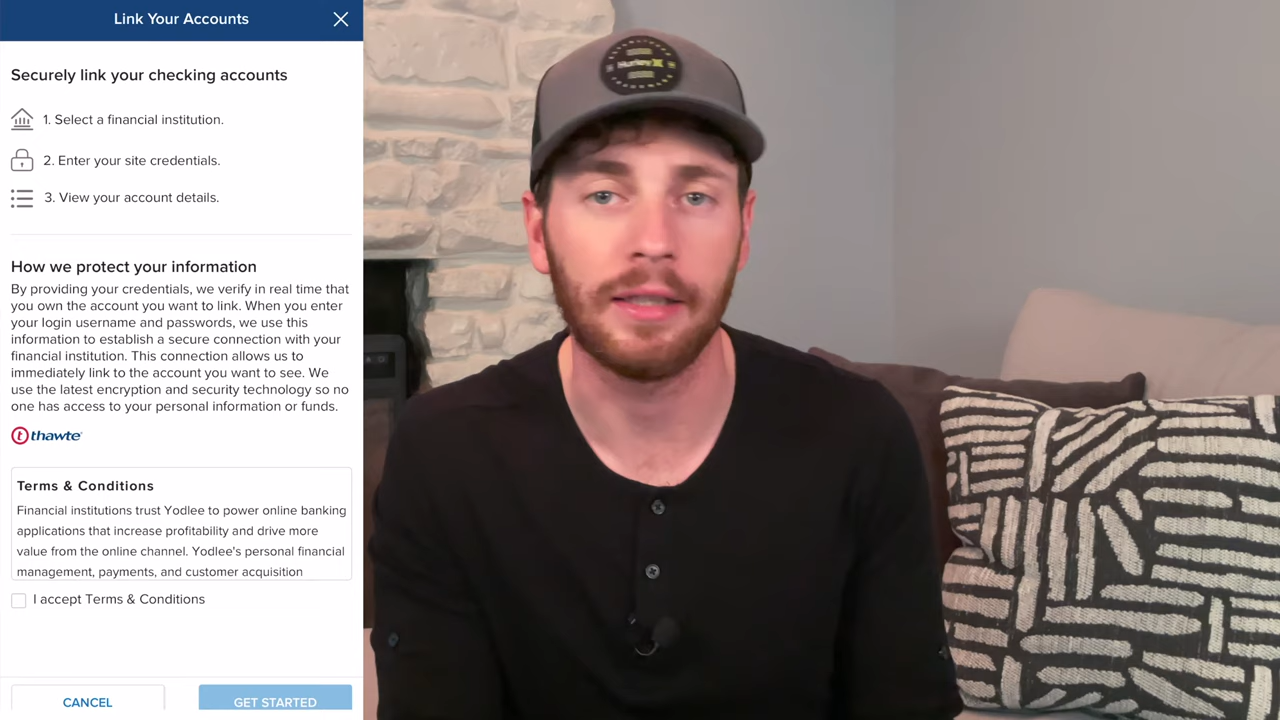 Link Your Accounts
Securely link your checking accounts
1. Select a financial institution.
2. Enter your site credentials.
3. View your account details.
How we protect your information
By providing your credentials, we verify in real time that
you own the account you want to link. When you enter
your login username and passwords, we use this
information to establish a secure connection with your
financial institution. This connection allows us to
immediately link to the account you want to see. We
use the latest encryption and security technology so no
one has access to your personal information or funds.
thawte
Terms & Conditions
Financial institutions trust Yodlee to power online banking
applications that increase profitability and drive more
value from the online channel. Yodlee's personal financial
management, payments, and customer acquisition
I accept Terms & Conditions
CANCEL
GET STARTED
Hurley